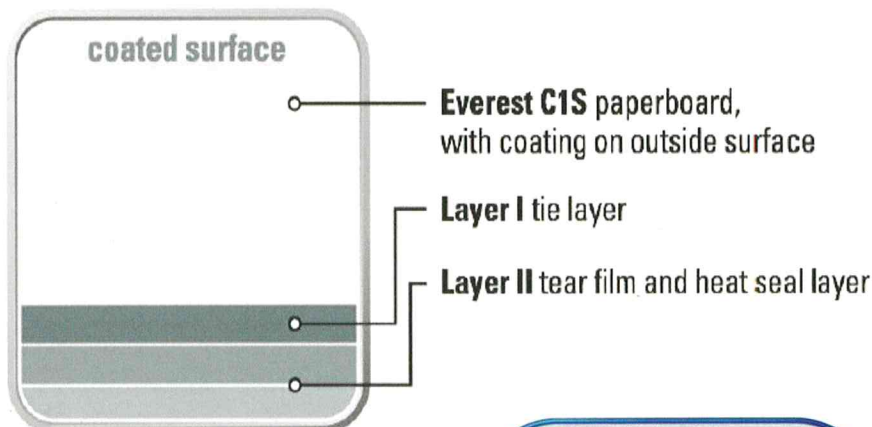 coated surface
Everest C1S paperboard,
with coating on outside surface
Layer I tie layer
Layer II tear film and heat seal layer